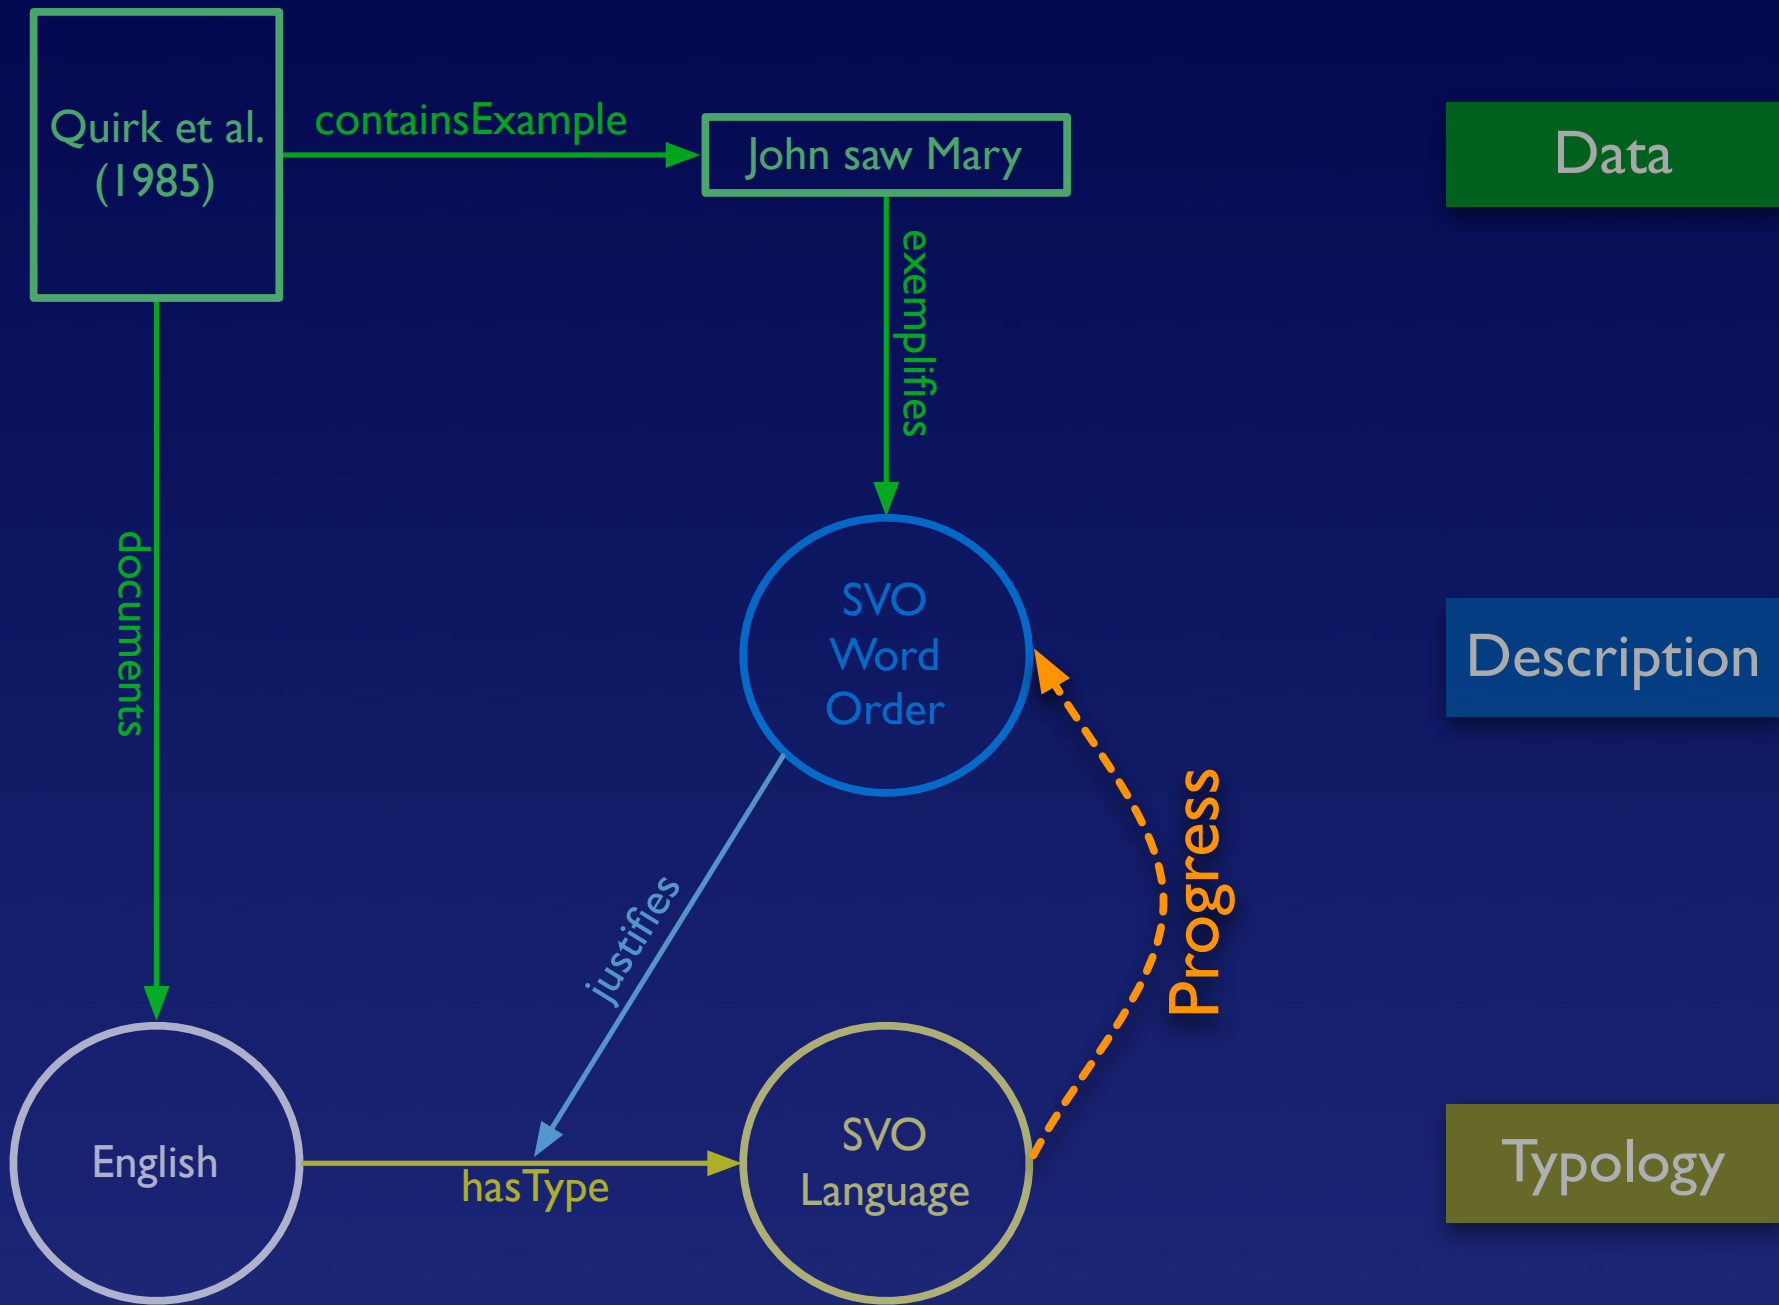 Quirk et al.
(1985)
containsExample
John saw Mary
Data
exemplifies
documents
SVO
Word
Order
Description
justifies
Progress
English
hasType
SVO
Language
Typology